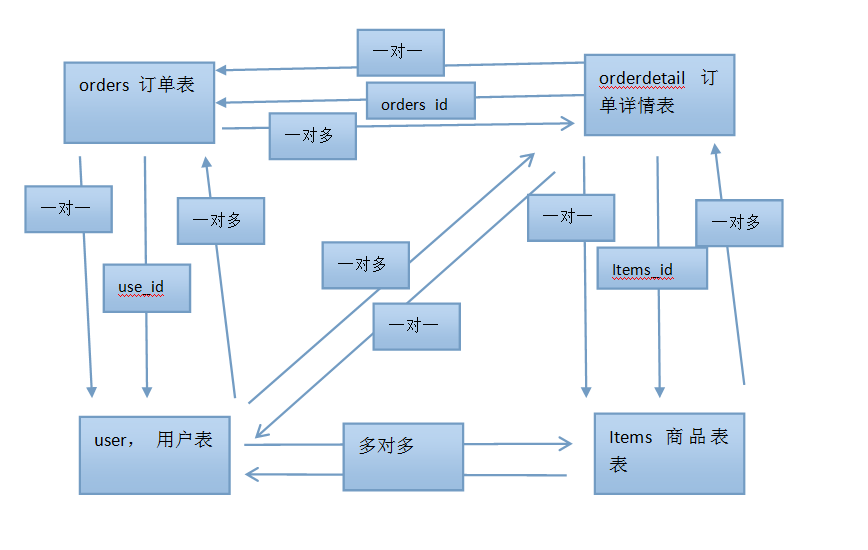 一对一
orders 订单表
orderdetail 订
单详情表
orders id
一对多
一对一
一对多
一对一
一对多
一对多
Items_id
use_id
一对一
user， 用户表
多对多
Items 商品表
表